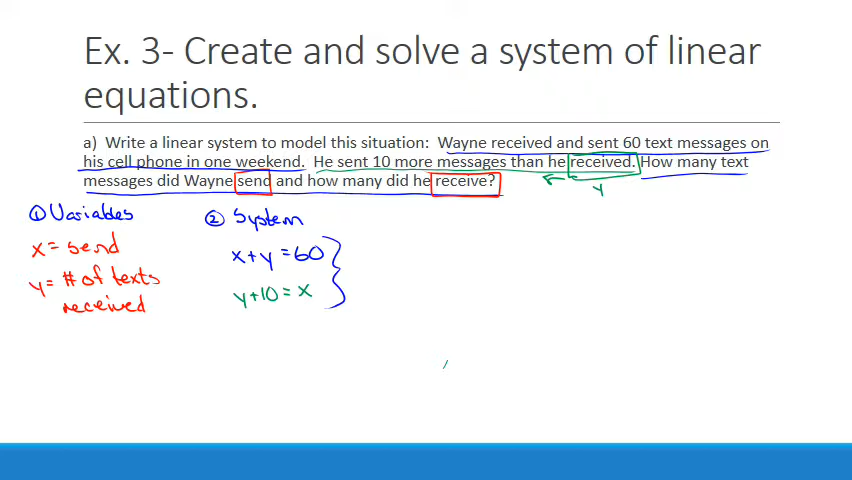 Ex. 3- Create and solve a system of linear
equations.
a) Write a linear system to model this situation: Wayne received and sent 60 text messages on
his cell phone in one weekend. He sent 10 more messages than he received. How many text
messages did Wayne send and how many did he receive?
y
① Variables
x = send
y = # of texts
received
② System
x + y = 60
y + 10 = x